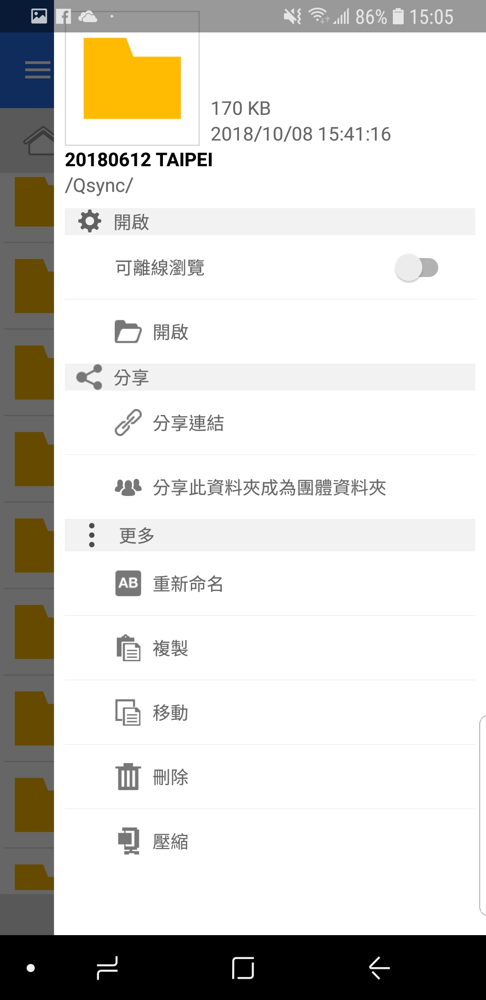 86% 15:05
170 KB
2018/10/08 15:41:16
20180612 TAIPEI
/Qsync/
開啟
可離線瀏覽
開啟
分享
分享連結
分享此資料夾成為團體資料夾
更多
AB 重新命名
複製
移動
刪除
壓縮